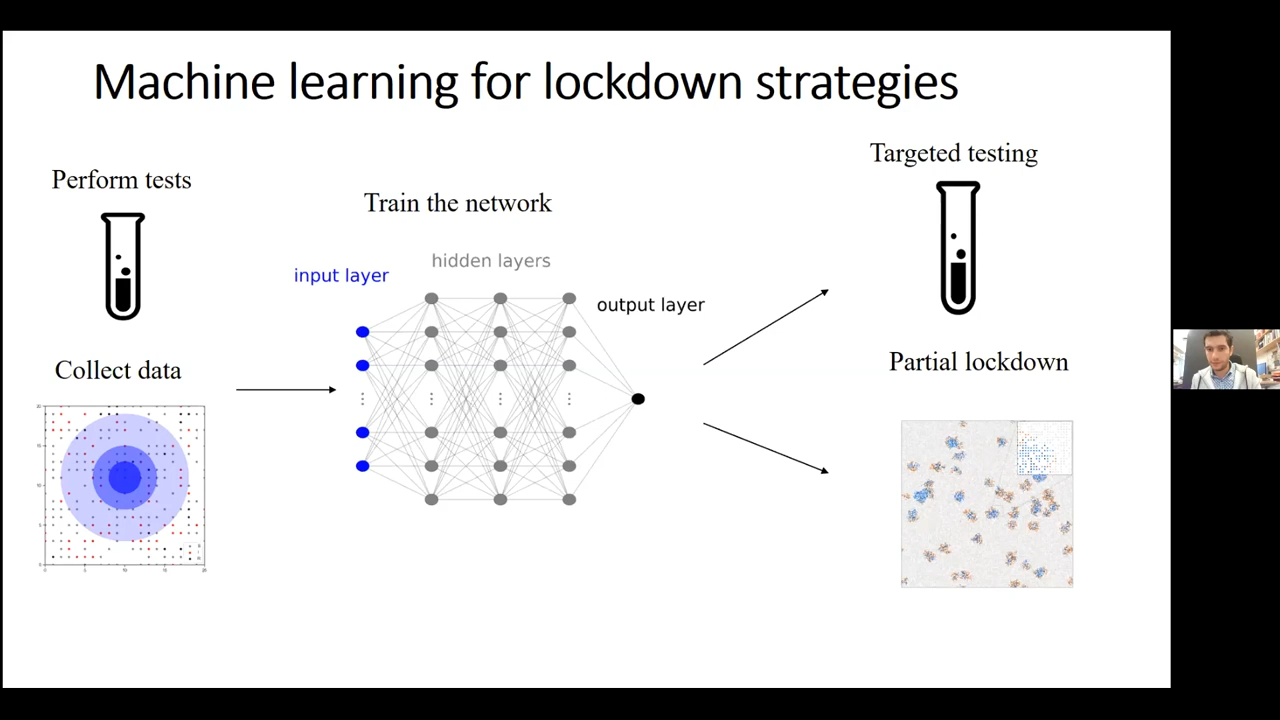 Machine learning for lockdown strategies
Perform tests
Collect data
Train the network
input layer
hidden layers
output layer
Targeted testing
Partial lockdown